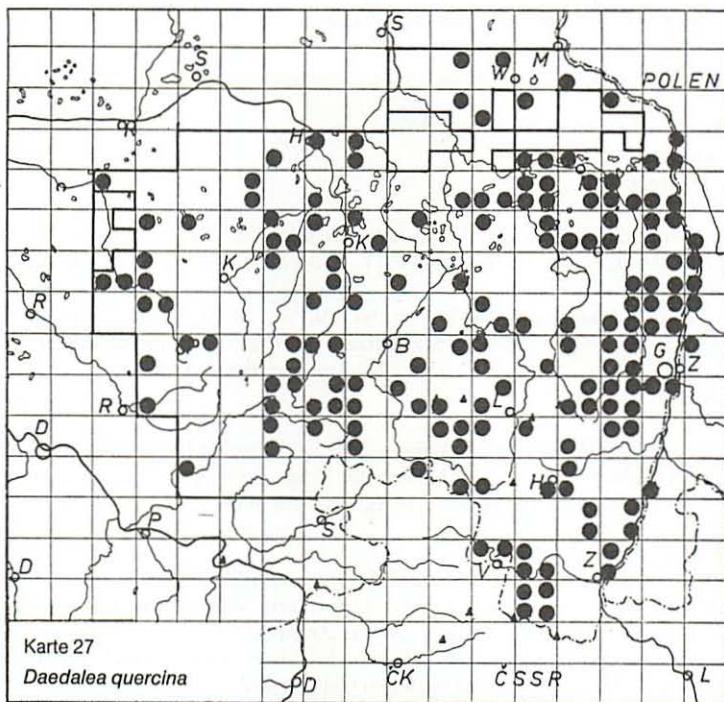 S
S M
W POLEN
R
H
K
K
R
B
G Z
R L
D
H
P S
D V Z
Karte 27
Daedalea quercina
D ČK ČSSR L